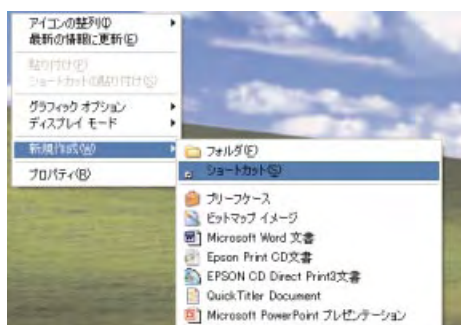 アイコンの整列(I)
最新の情報に更新(E)
貼り付け(P)
ショートカットの貼り付け(S)
グラフィック オプション
ディスプレイ モード
新規作成(W)
プロパティ(R)
フォルダ(F)
ショートカット(S)
ブリーフケース
ビットマップ イメージ
Microsoft Word 文書
Epson Print CD文書
EPSON CD Direct Print3文書
QuickTitler Document
Microsoft PowerPoint プレゼンテーション